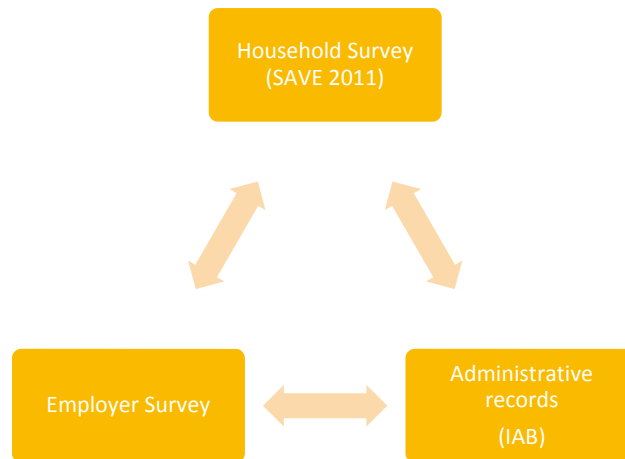 Household Survey
(SAVE 2011)
Employer Survey
Administrative
records
(IAB)